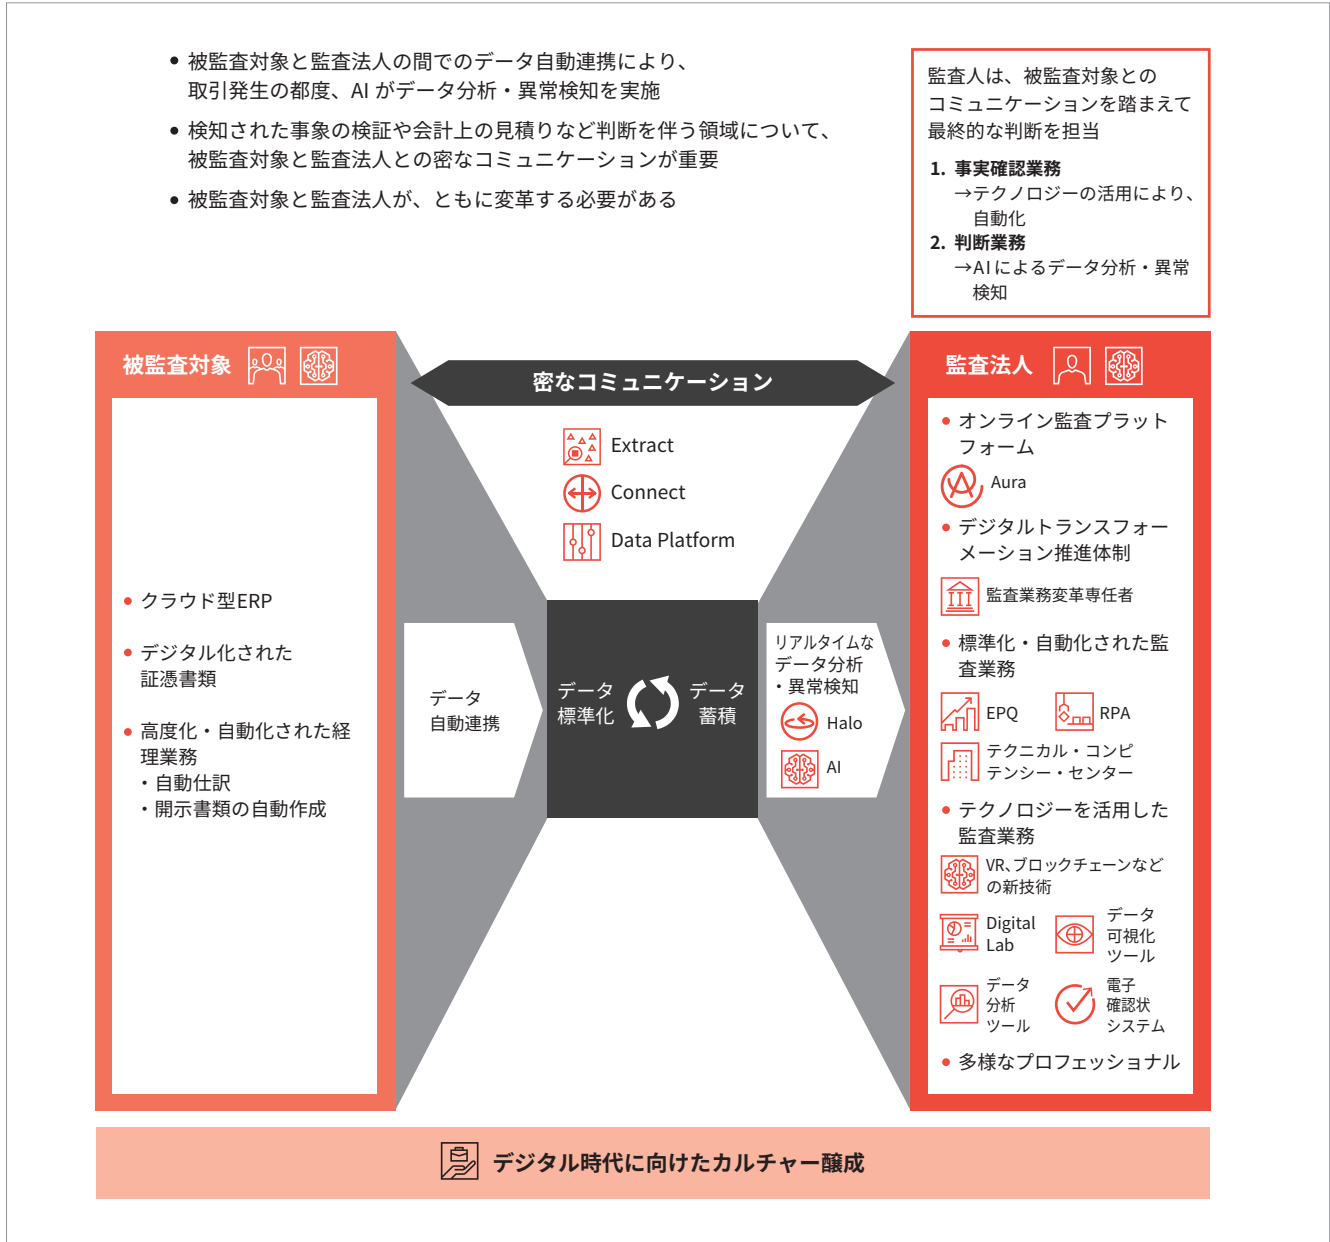 • 被監査対象と監査法人の間でのデータ自動連携により、
取引発生の都度、AI がデータ分析・異常検知を実施
• 検知された事象の検証や会計上の見積りなど判断を伴う領域について、
被監査対象と監査法人との密なコミュニケーションが重要
• 被監査対象と監査法人が、ともに変革する必要がある
監査人は、被監査対象との
コミュニケーションを踏まえて
最終的な判断を担当
1. 事実確認業務
→テクノロジーの活用により、
自動化
2. 判断業務
→AIによるデータ分析・異常
検知
被監査対象
• クラウド型ERP
• デジタル化された
証憑書類
• 高度化・自動化された経
理業務
・自動仕訳
・開示書類の自動作成
密なコミュニケーション
Extract
Connect
Data Platform
データ
自動連携
データ
標準化
データ
蓄積
リアルタイムな
データ分析
・異常検知
Halo
AI
監査法人
• オンライン監査プラット
フォーム
Aura
• デジタルトランスフォー
メーション推進体制
監査業務変革専任者
• 標準化・自動化された監
査業務
EPQ
RPA
テクニカル・コンピ
テンシー・センター
• テクノロジーを活用した
監査業務
VR、ブロックチェーンなど
の新技術
Digital
Lab
データ
可視化
ツール
データ
分析
ツール
電子
確認状
システム
• 多様なプロフェッショナル
デジタル時代に向けたカルチャー醸成